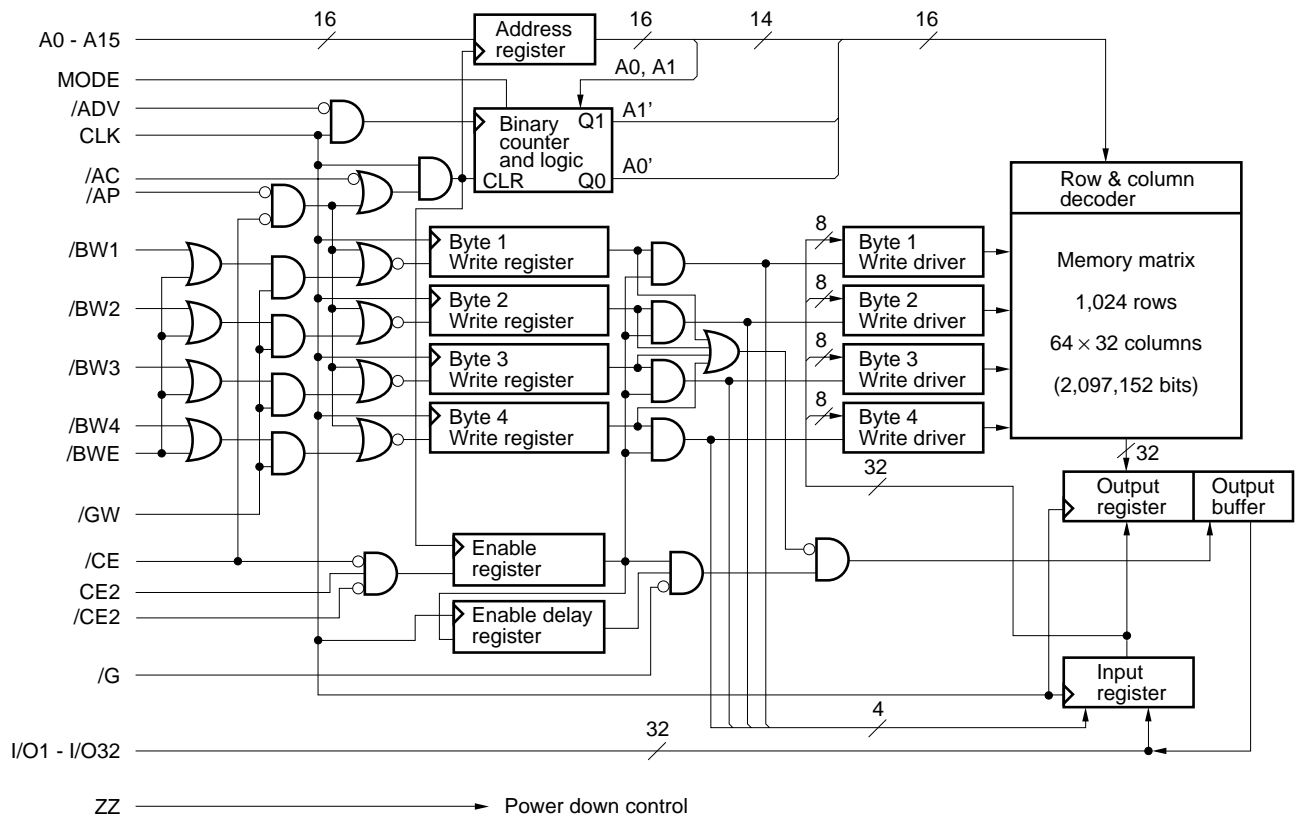 16
16
14
16
A0 - A15
Address
register
MODE
A0, A1
/ADV
CLK
Binary
counter
and logic
CLR
Q1
Q0
A1’
A0’
/AC
/AP
Row & column
decoder
/BW1
Byte 1
Write register
8
Byte 1
Write driver
Memory matrix
1,024 rows
64 × 32 columns
(2,097,152 bits)
/BW2
Byte 2
Write register
8
Byte 2
Write driver
/BW3
Byte 3
Write register
8
Byte 3
Write driver
/BW4
/BWE
Byte 4
Write register
8
Byte 4
Write driver
32
32
Output
register
Output
buffer
/GW
/CE
CE2
/CE2
Enable
register
Enable delay
register
/G
Input
register
4
I/O1 - I/O32
32
ZZ
Power down control